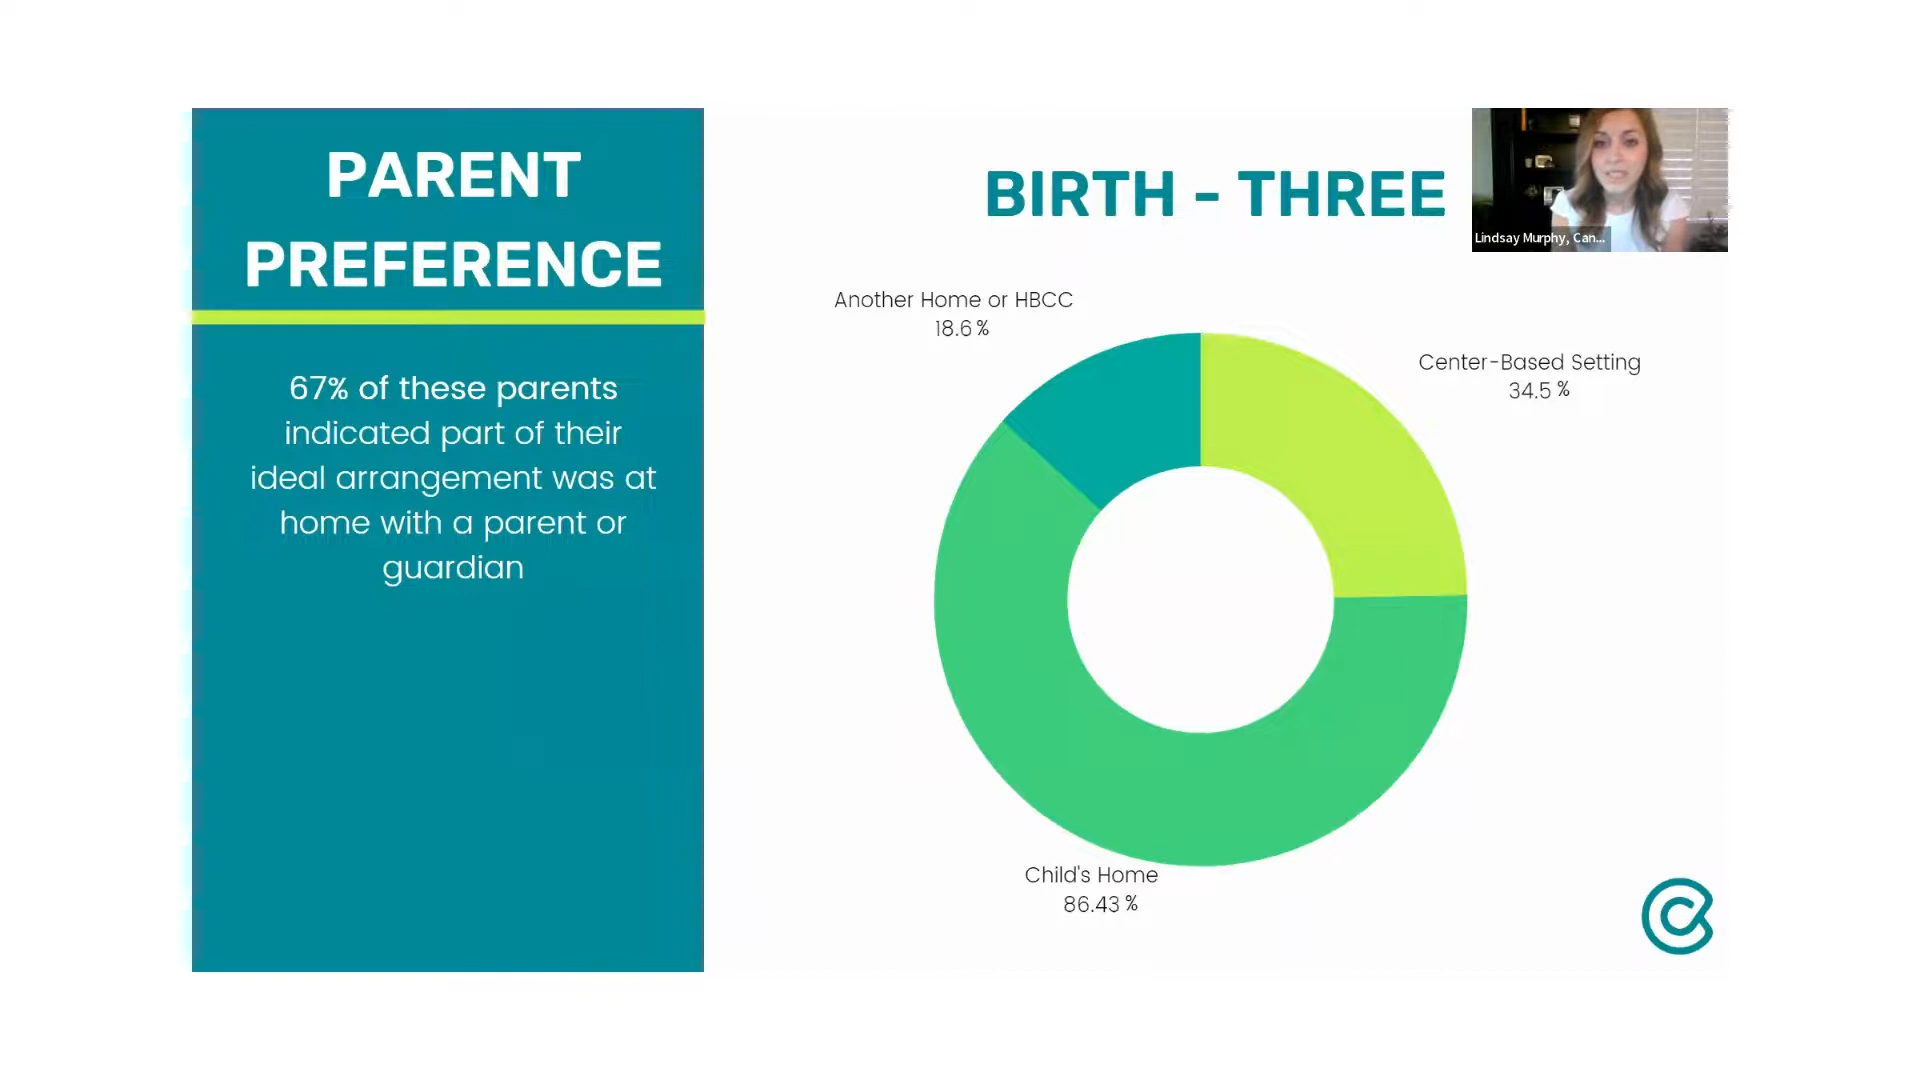 PARENT
PREFERENCE
67% of these parents
indicated part of their
ideal arrangement was at
home with a parent or
guardian
BIRTH - THREE
Lindsay Murphy, Can...
Another Home or HBCC
18.6 %
Center-Based Setting
34.5 %
Child's Home
86.43 %